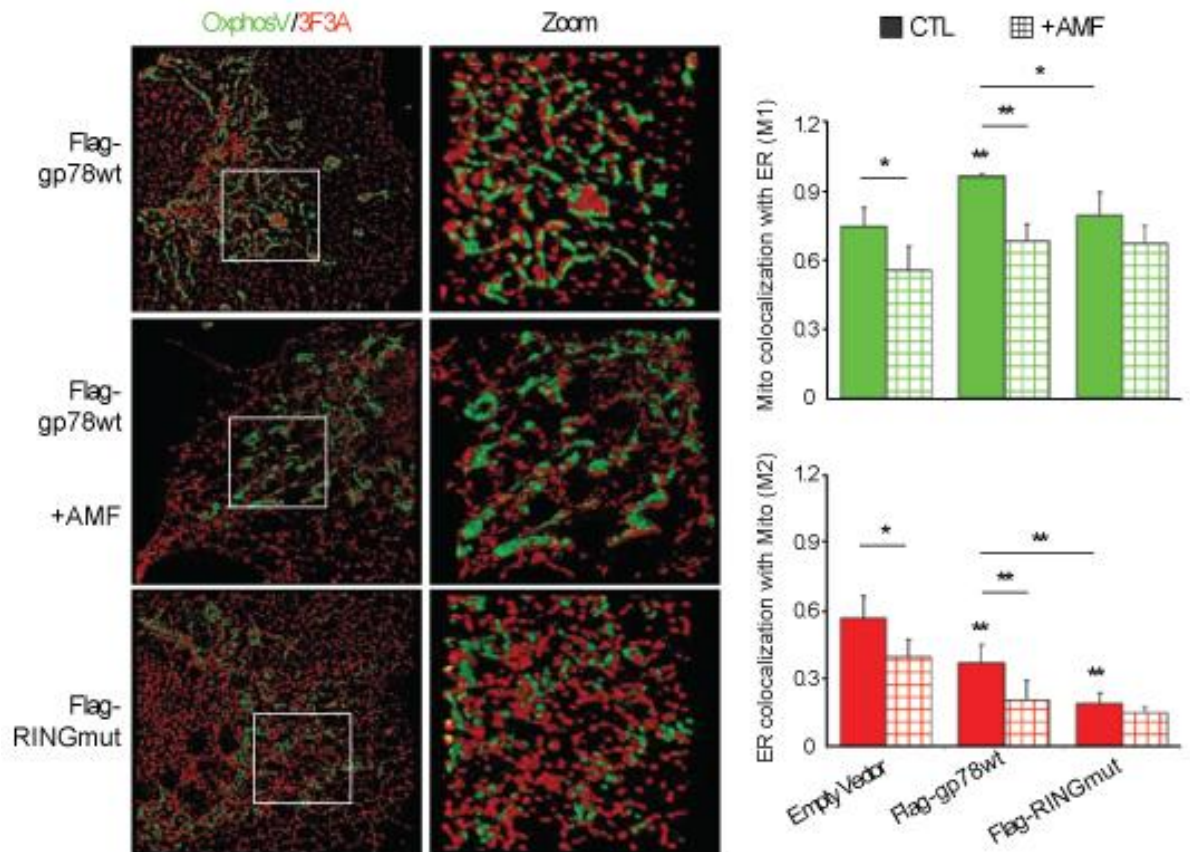 OxphosV/3F3A
Zoom
Flag-
gp78wt
Flag-
gp78wt
+AMF
Flag-
RINGmut
CTL
+AMF
Mito colocalization with ER (M1)
1.2
0.9
0.6
0.3
0
*
**
**
*
ER colocalization with Mito (M2)
1.2
0.9
0.6
0.3
0
*
**
**
**
**
Empty Vector
Flag-gp78wt
Flag-RINGmut